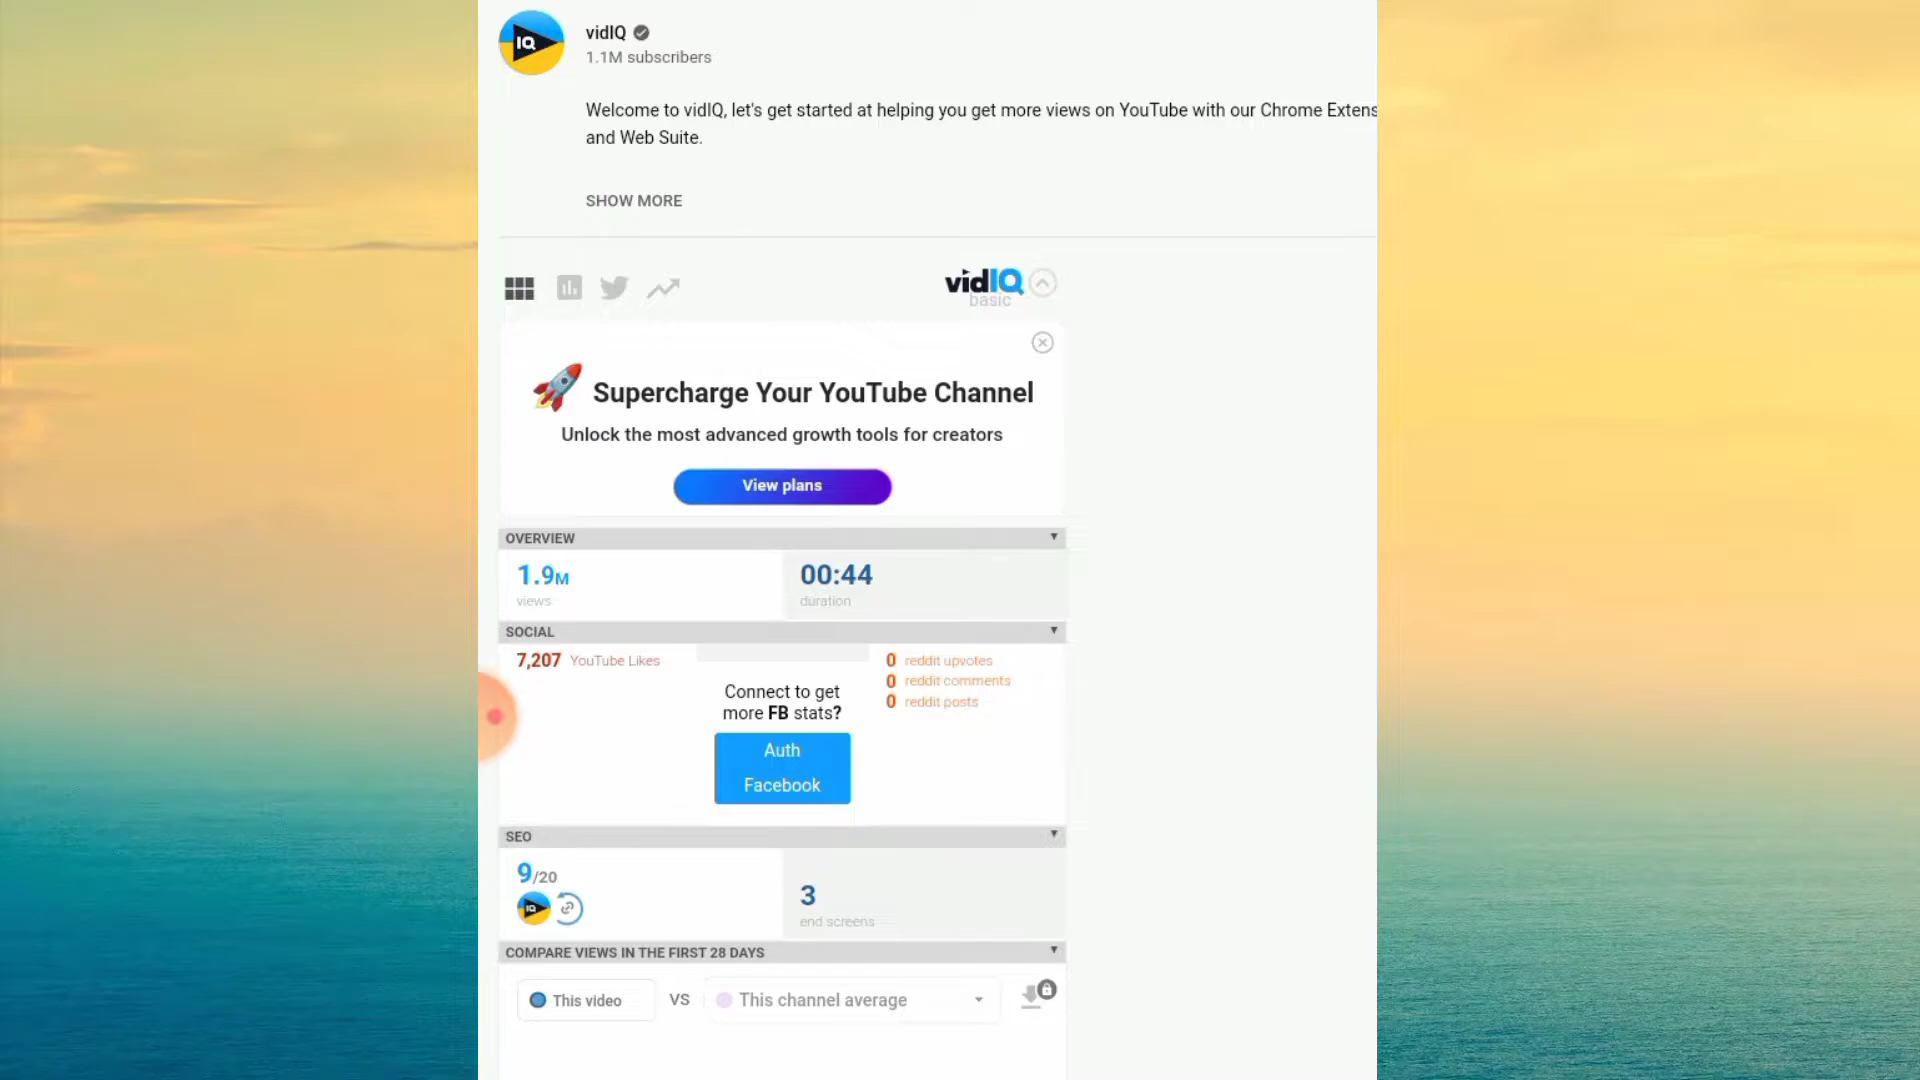 vidIQ
1.1M subscribers
Welcome to vidIQ, let's get started at helping you get more views on YouTube with our Chrome Extens
and Web Suite.
SHOW MORE
vidIQ
basic
Supercharge Your YouTube Channel
Unlock the most advanced growth tools for creators
View plans
OVERVIEW
1.9M
views
00:44
duration
SOCIAL
7,207 YouTube Likes
Connect to get
more FB stats?
Auth
Facebook
0 reddit upvotes
0 reddit comments
0 reddit posts
SEO
9/20
IQ
3
end screens
COMPARE VIEWS IN THE FIRST 28 DAYS
This video VS This channel average